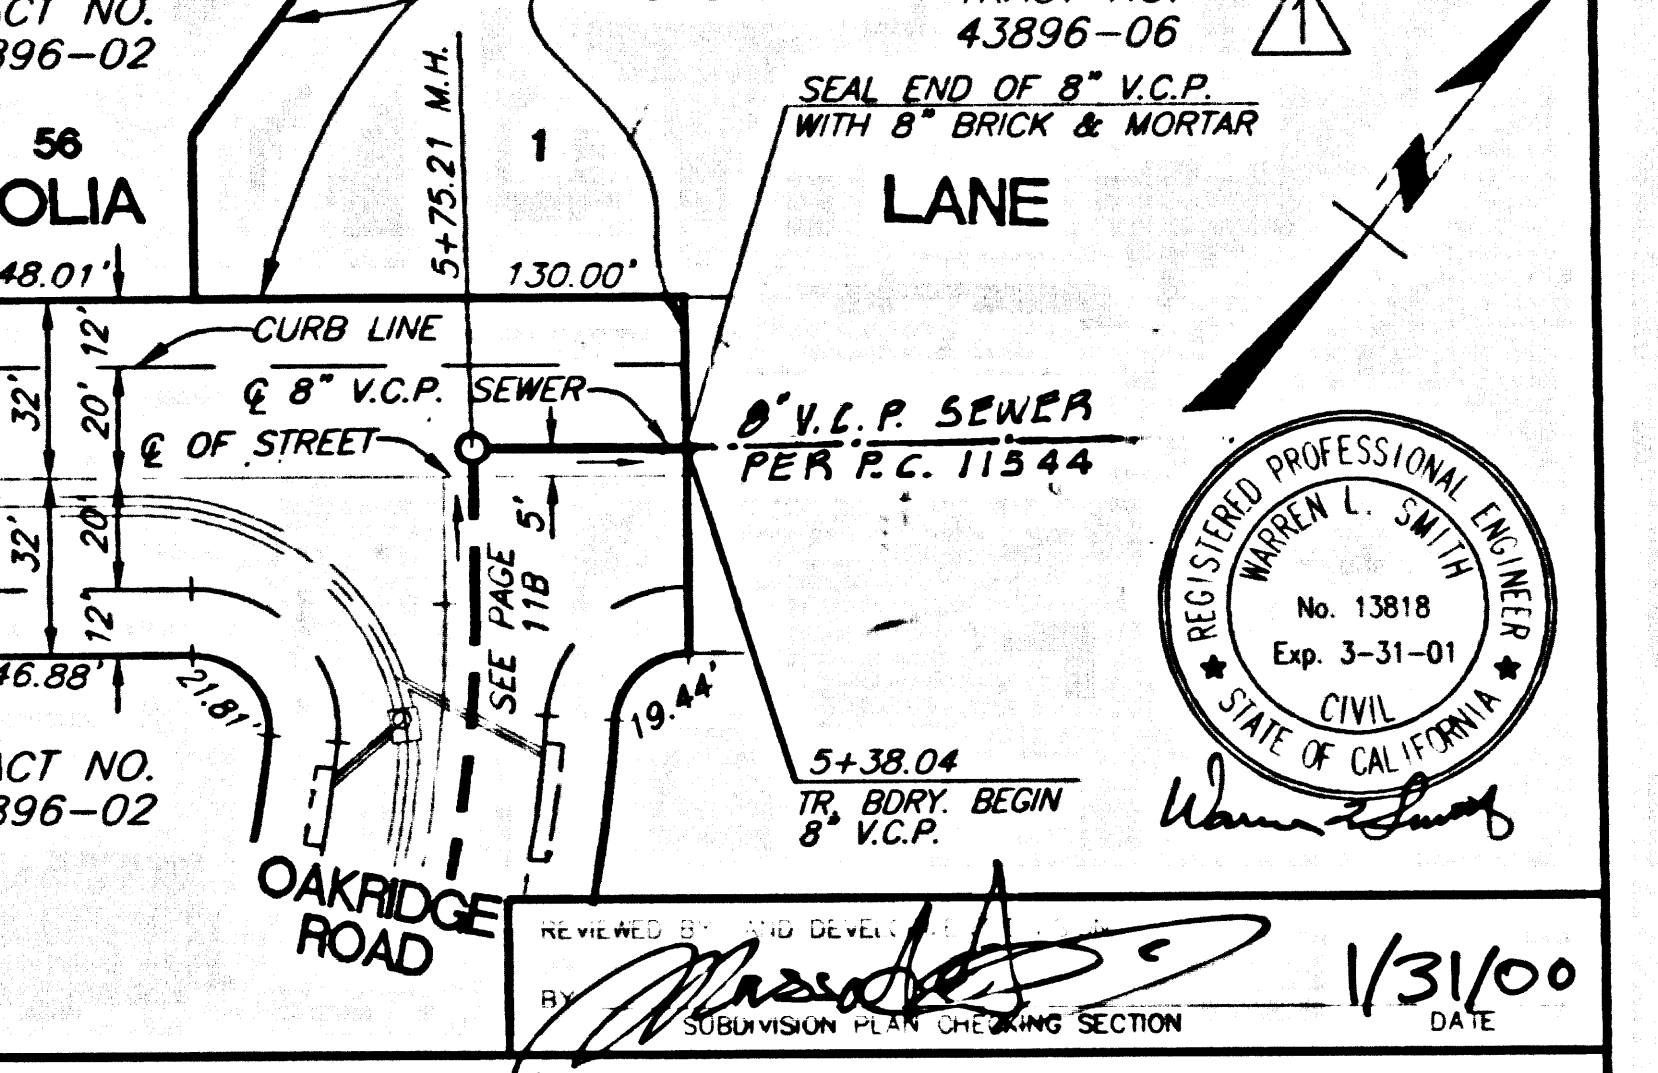 ACT NO.
896-02
43896-06
1
SEAL END OF 8" V.C.P.
WITH 8" BRICK & MORTAR
5+75.21 M.H.
56
1
OLIA
LANE
48.01'
130.00'
12'
CURB LINE
32'
20'
℄ 8" V.C.P. SEWER
℄ OF STREET
8" V.C.P. SEWER
PER P.C. 11544
5'
32'
20'
12'
SEE PAGE
11B
46.88'
21.81'
19.44'
REGISTERED PROFESSIONAL ENGINEER
WARREN L. SMITH
No. 13818
Exp. 3-31-01
CIVIL
STATE OF CALIFORNIA
ACT NO.
896-02
5+38.04
TR. BDRY. BEGIN
8" V.C.P.
OAKRIDGE
ROAD
REVIEWED BY
BY
1/31/00
SUBDIVISION PLAN CHECKING SECTION
DATE